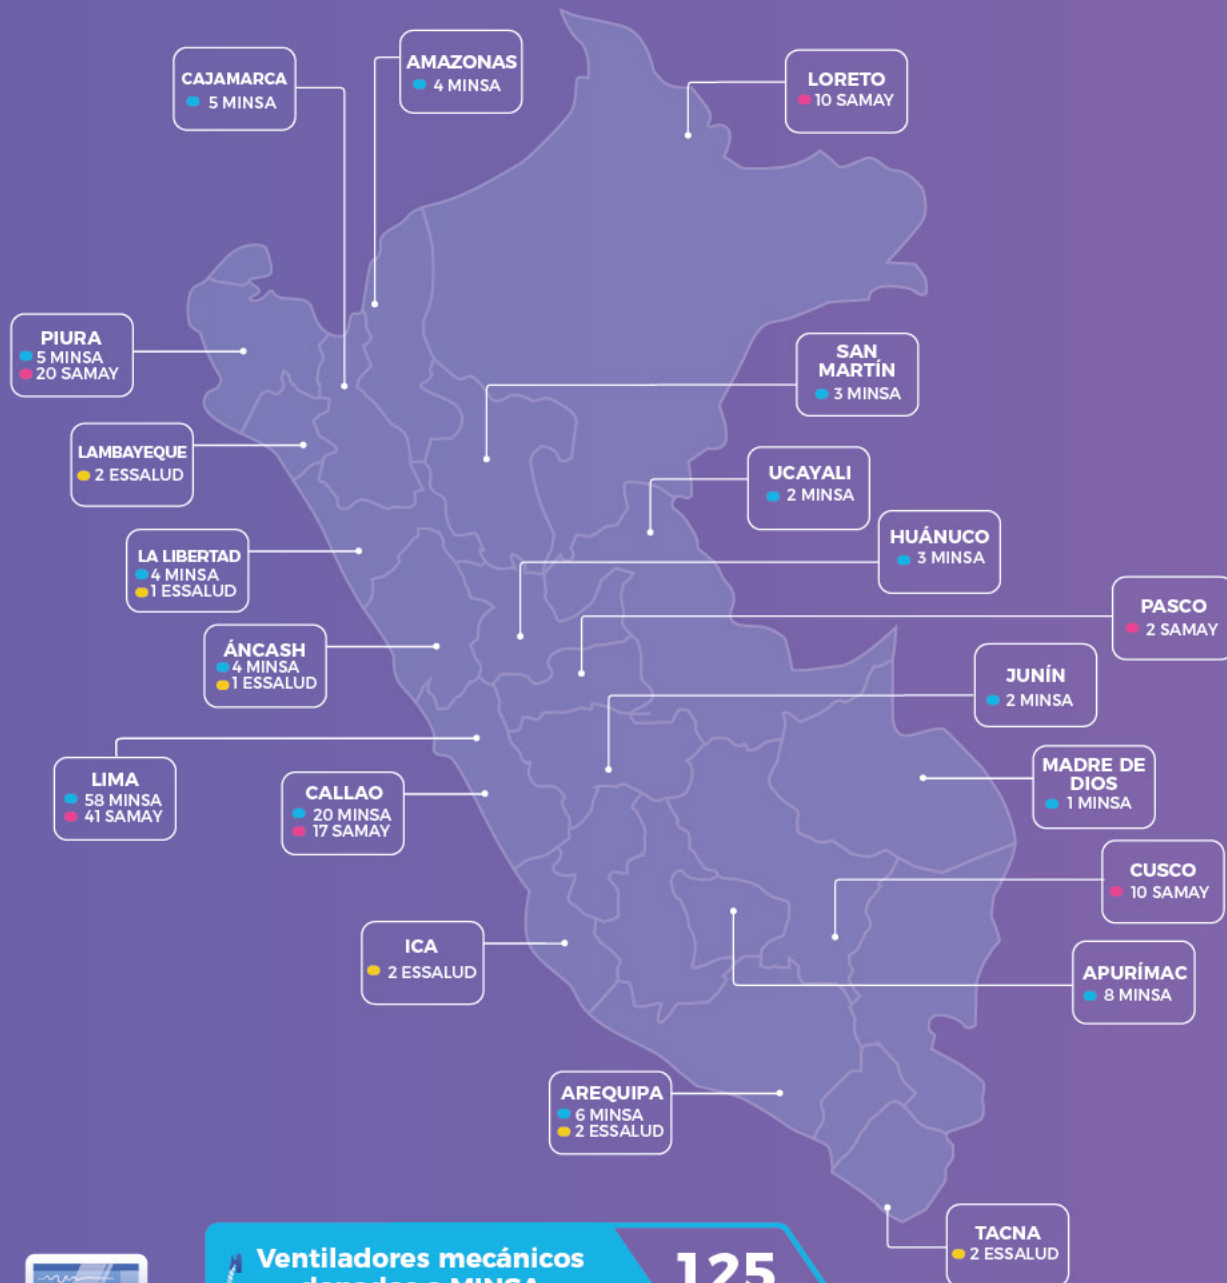 AMAZONAS
4 MINSA
CAJAMARCA
5 MINSA
LORETO
10 SAMAY
PIURA
5 MINSA
20 SAMAY
SAN
MARTÍN
3 MINSA
LAMBAYEQUE
2 ESSALUD
UCAYALI
2 MINSA
HUÁNUCO
3 MINSA
LA LIBERTAD
4 MINSA
1 ESSALUD
PASCO
2 SAMAY
ÁNCASH
4 MINSA
1 ESSALUD
JUNÍN
2 MINSA
LIMA
58 MINSA
41 SAMAY
CALLAO
20 MINSA
17 SAMAY
MADRE DE
DIOS
1 MINSA
CUSCO
10 SAMAY
ICA
2 ESSALUD
APURÍMAC
8 MINSA
AREQUIPA
6 MINSA
2 ESSALUD
TACNA
2 ESSALUD
Ventiladores mecánicos
donados a MINSA
125